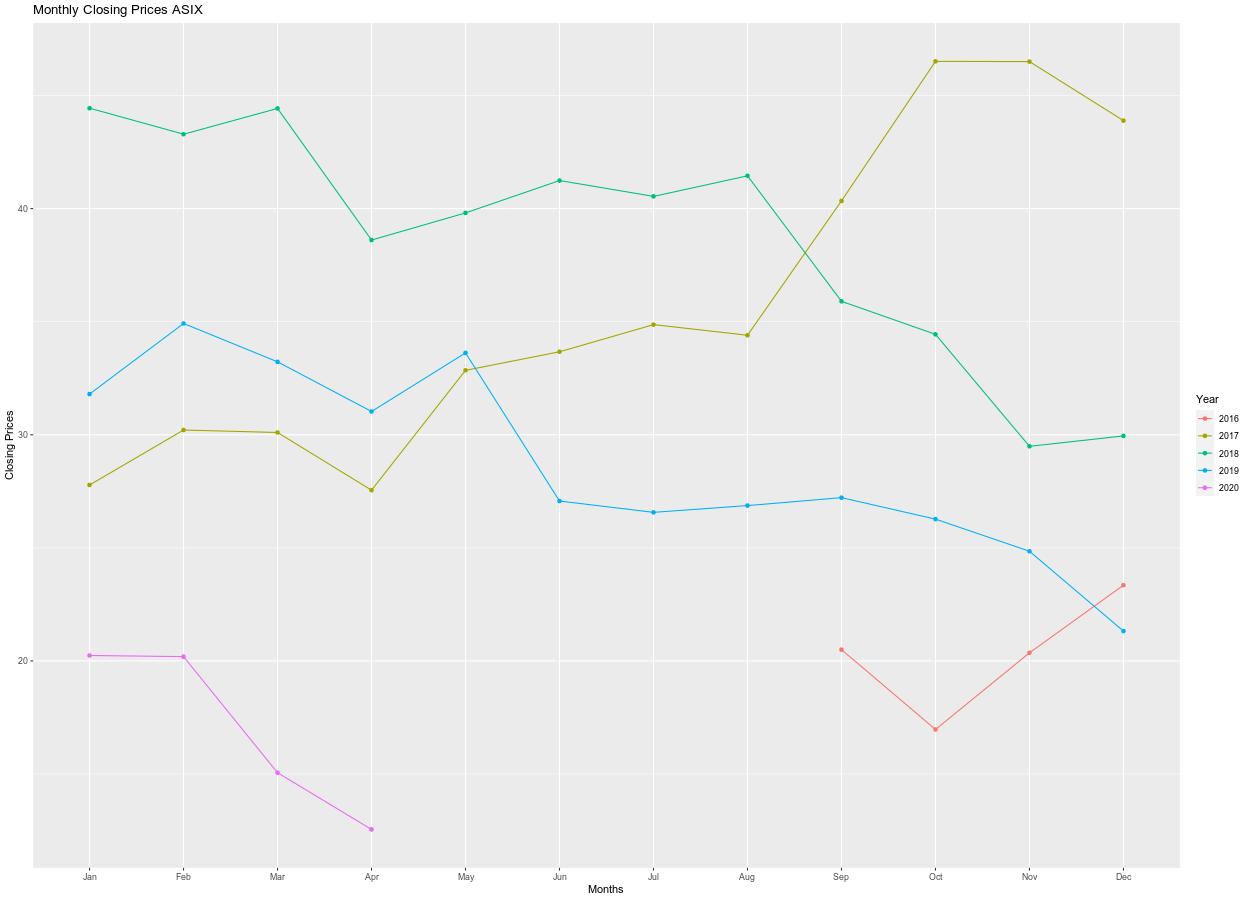 Monthly Closing Prices ASIX
40
30
20
Closing Prices
Jan Feb Mar Apr May Jun Jul Aug Sep Oct Nov Dec
Months
Year
2016
2017
2018
2019
2020